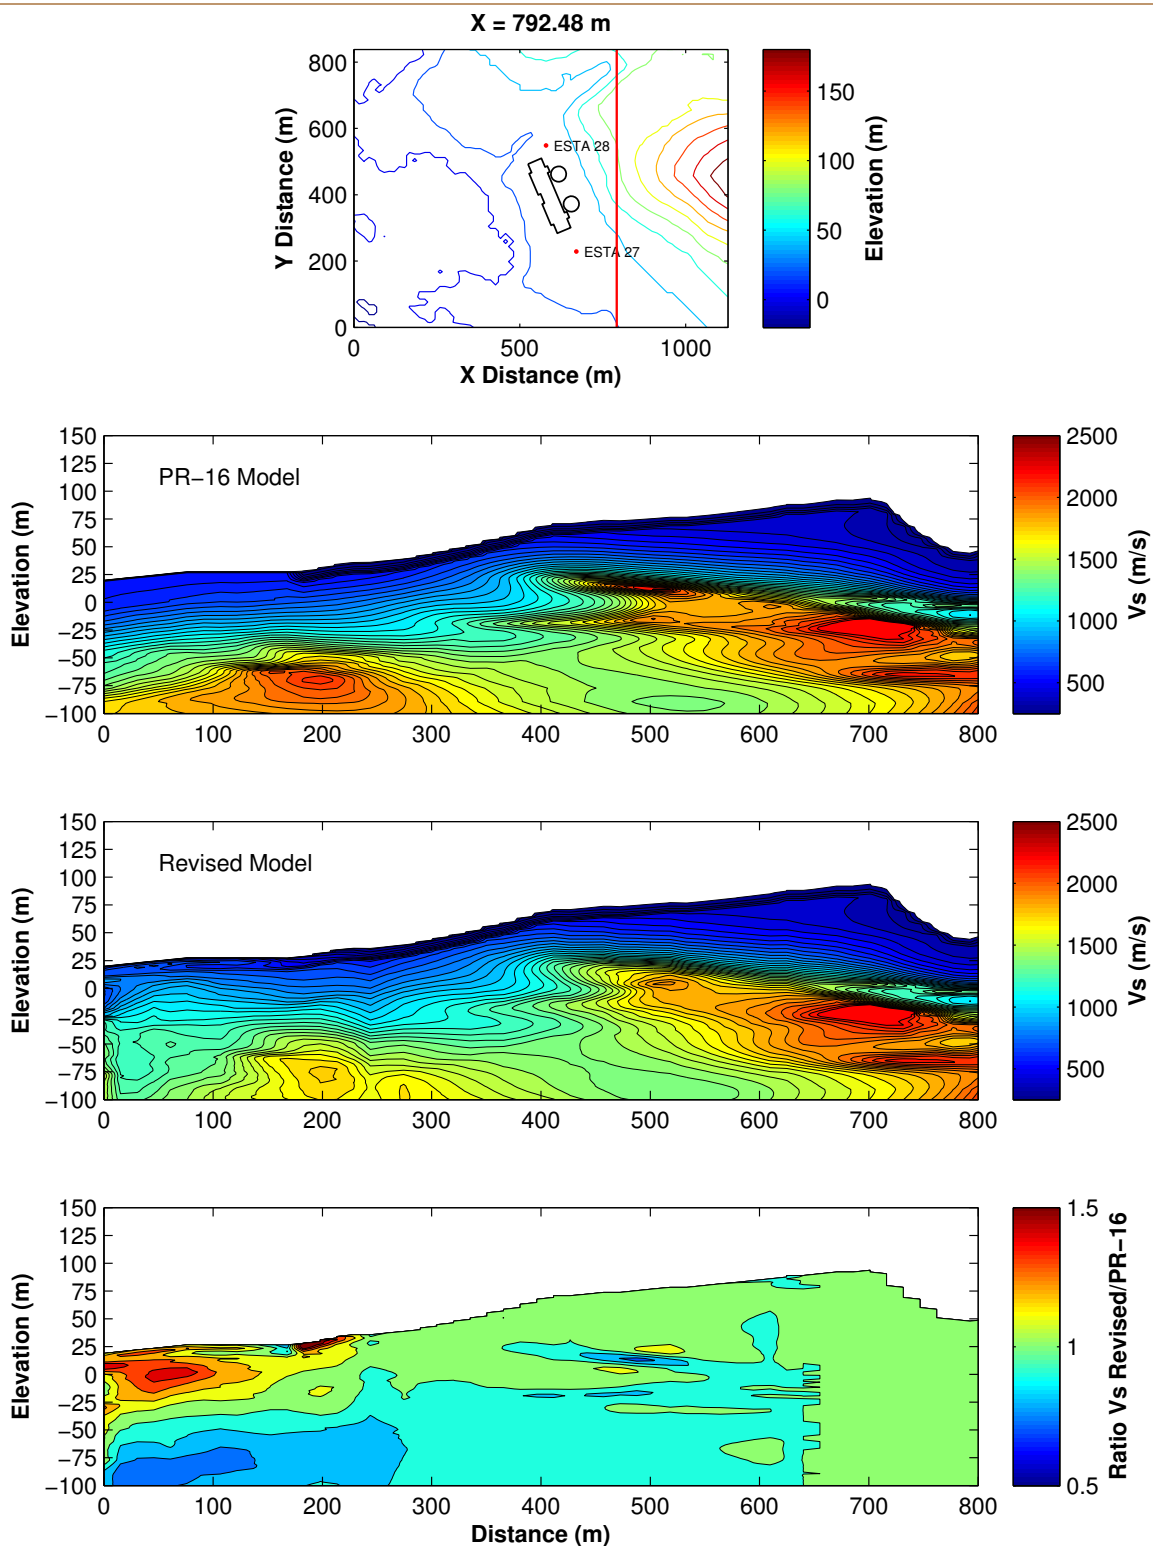 X = 792.48 m
800
600
400
200
0
Y Distance (m)
ESTA 28
ESTA 27
0 500 1000
X Distance (m)
150
100
50
0
Elevation (m)
150
125
100
75
50
25
0
−25
−50
−75
−100
Elevation (m)
PR−16 Model
0 100 200 300 400 500 600 700 800
2500
2000
1500
1000
500
Vs (m/s)
150
125
100
75
50
25
0
−25
−50
−75
−100
Elevation (m)
Revised Model
0 100 200 300 400 500 600 700 800
2500
2000
1500
1000
500
Vs (m/s)
150
125
100
75
50
25
0
−25
−50
−75
−100
Elevation (m)
0 100 200 300 400 500 600 700 800
Distance (m)
1.5
1
0.5
Ratio Vs Revised/PR−16